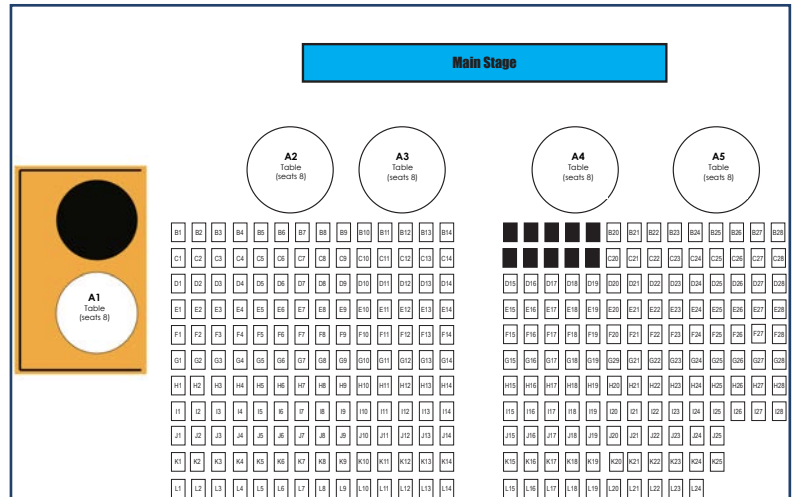 Main Stage
A2
Table
(seats 8)
A3
Table
(seats 8)
A4
Table
(seats 8)
A5
Table
(seats 8)
A1
Table
(seats 8)
B1 B2 B3 B4 B5 B6 B7 B8 B9 B10 B11 B12 B13 B14 B20 B21 B22 B23 B24 B25 B26 B27 B28
C1 C2 C3 C4 C5 C6 C7 C8 C9 C10 C11 C12 C13 C14 C20 C21 C22 C23 C24 C25 C26 C27 C28
D1 D2 D3 D4 D5 D6 D7 D8 D9 D10 D11 D12 D13 D14 D15 D16 D17 D18 D19 D20 D21 D22 D23 D24 D25 D26 D27 D28
E1 E2 E3 E4 E5 E6 E7 E8 E9 E10 E11 E12 E13 E14 E15 E16 E17 E18 E19 E20 E21 E22 E23 E24 E25 E26 E27 E28
F1 F2 F3 F4 F5 F6 F7 F8 F9 F10 F11 F12 F13 F14 F15 F16 F17 F18 F19 F20 F21 F22 F23 F24 F25 F26 F27 F28
G1 G2 G3 G4 G5 G6 G7 G8 G9 G10 G11 G12 G13 G14 G15 G16 G17 G18 G19 G29 G21 G22 G23 G24 G25 G26 G27 G28
H1 H2 H3 H4 H5 H6 H7 H8 H9 H10 H11 H12 H13 H14 H15 H16 H17 H18 H19 H20 H21 H22 H23 H24 H25 H26 H27 H28
I1 I2 I3 I4 I5 I6 I7 I8 I9 I10 I11 I12 I13 I14 I15 I16 I17 I18 I19 I20 I21 I22 I23 I24 I25 I26 I27 I28
J1 J2 J3 J4 J5 J6 J7 J8 J9 J10 J11 J12 J13 J14 J15 J16 J17 J18 J19 J20 J21 J22 J23 J24 J25
K1 K2 K3 K4 K5 K6 K7 K8 K9 K10 K11 K12 K13 K14 K15 K16 K17 K18 K19 K20 K21 K22 K23 K24 K25
L1 L2 L3 L4 L5 L6 L7 L8 L9 L10 L11 L12 L13 L14 L15 L16 L17 L18 L19 L20 L21 L22 L23 L24